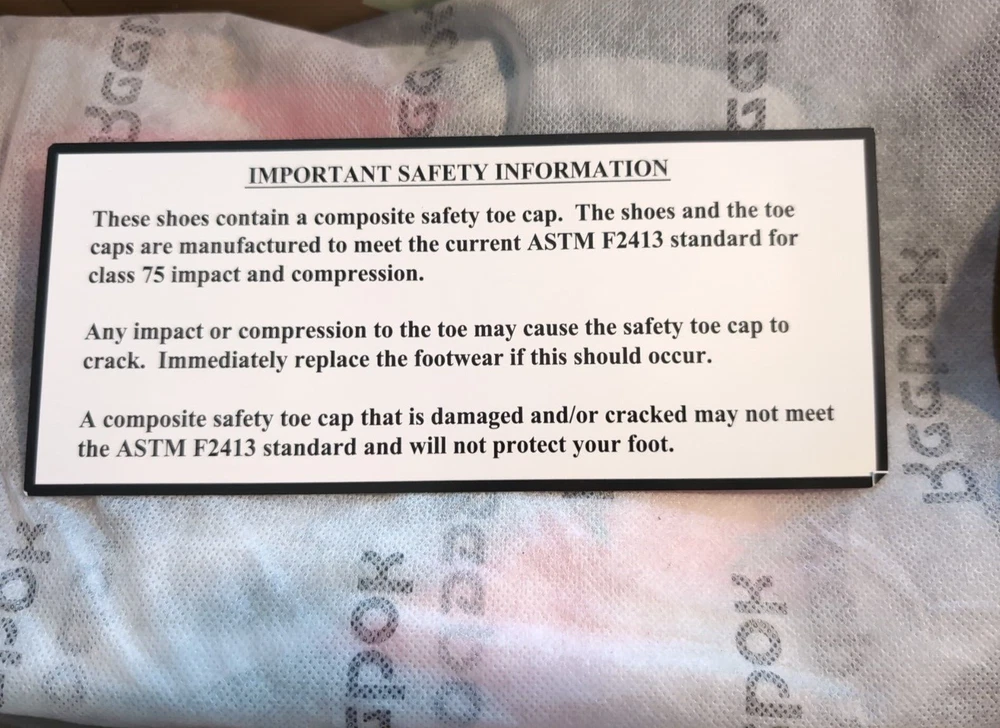 IMPORTANT SAFETY INFORMATION
These shoes contain a composite safety toe cap. The shoes and the toe
caps are manufactured to meet the current ASTM F2413 standard for
class 75 impact and compression.
Any impact or compression to the toe may cause the safety toe cap to
crack. Immediately replace the footwear if this should occur.
A composite safety toe cap that is damaged and/or cracked may not meet
the ASTM F2413 standard and will not protect your foot.